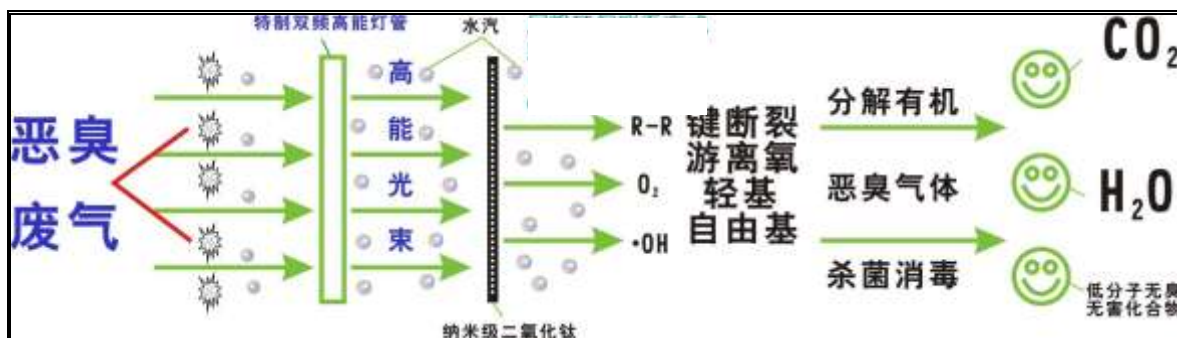 特制双频高能灯管
水汽
恶臭
废气
高
能
光
束
纳米级二氧化钛
R-R
O₂
·OH
键断裂
游离氧
轻基
自由基
分解有机
恶臭气体
杀菌消毒
CO₂
H₂O
低分子无臭
无害化合物